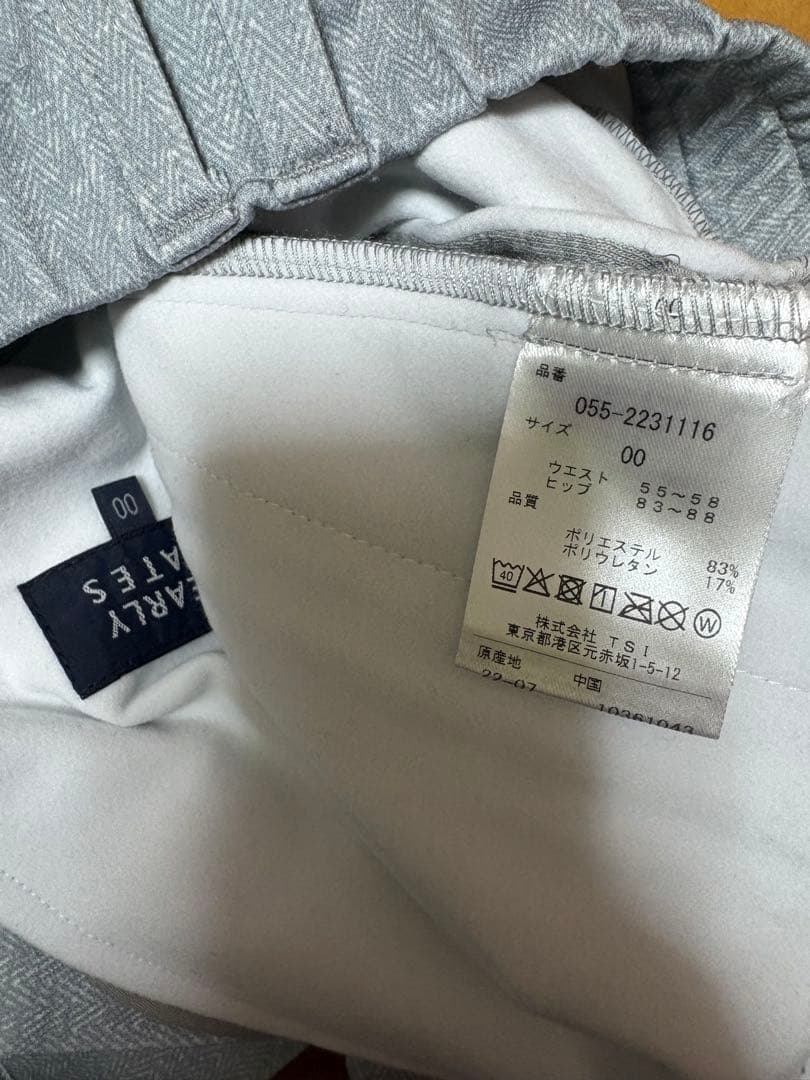 品番
055-2231116
サイズ
00
ウエスト 55~58
ヒップ 83~88
品質
ポリエステル 83%
ポリウレタン 17%
40
W
株式会社 TSI
東京都港区元赤坂1-5-12
原産地 中国
22-07 10361043
00
EARLY
ATES